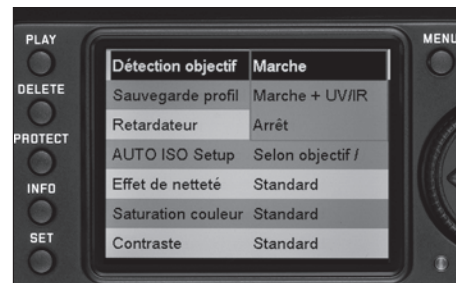 PLAY
MENU
Détection objectif Marche
DELETE
Sauvegarde profil Marche + UV/IR
Retardateur Arrêt
PROTECT
AUTO ISO Setup Selon objectif /
INFO
Effet de netteté Standard
Saturation couleur Standard
SET
Contraste Standard